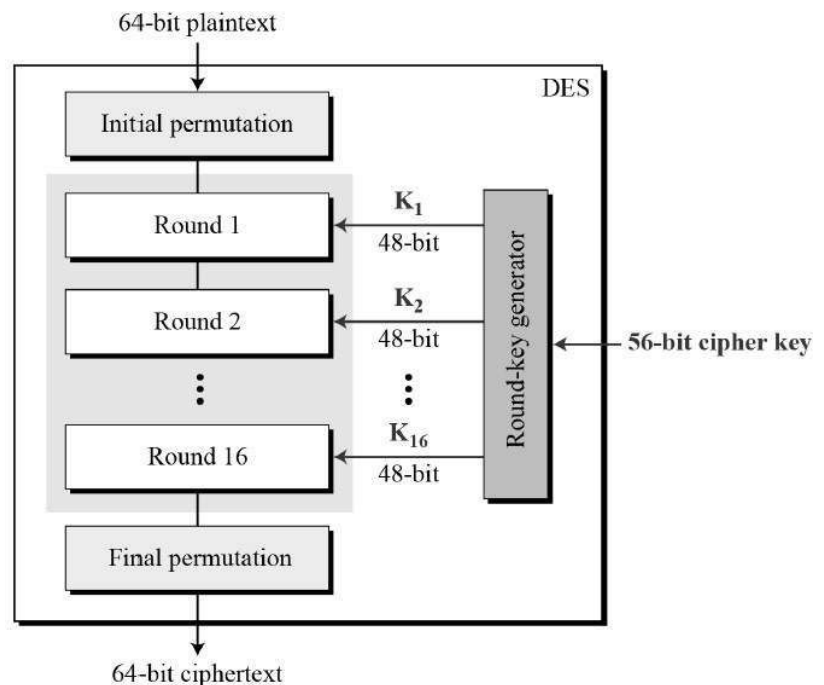 64-bit plaintext
DES
Initial permutation
Round 1
K1
48-bit
Round 2
K2
48-bit
Round 16
K16
48-bit
Round-key generator
56-bit cipher key
Final permutation
64-bit ciphertext